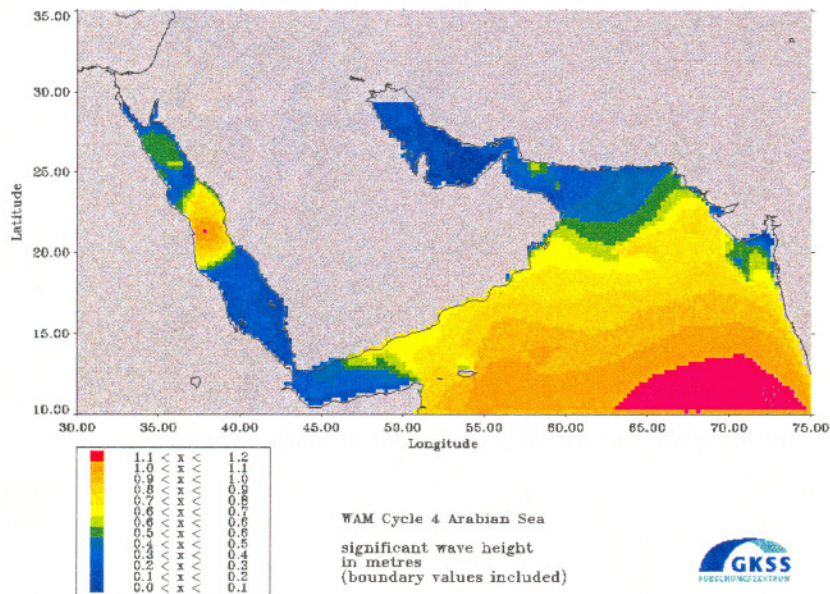 35.00
30.00
25.00
20.00
15.00
10.00
Latitude
30.00 35.00 40.00 45.00 50.00 55.00 60.00 65.00 70.00 75.00
Longitude
1.1 < x < 1.2
1.0 < x < 1.1
0.9 < x < 1.0
0.8 < x < 0.9
0.7 < x < 0.8
0.6 < x < 0.7
0.6 < x < 0.6
0.5 < x < 0.6
0.4 < x < 0.5
0.3 < x < 0.4
0.2 < x < 0.3
0.1 < x < 0.2
0.0 < x < 0.1
WAM Cycle 4 Arabian Sea
significant wave height
in metres
(boundary values included)
GKSS
FORSCHUNGSZENTRUM